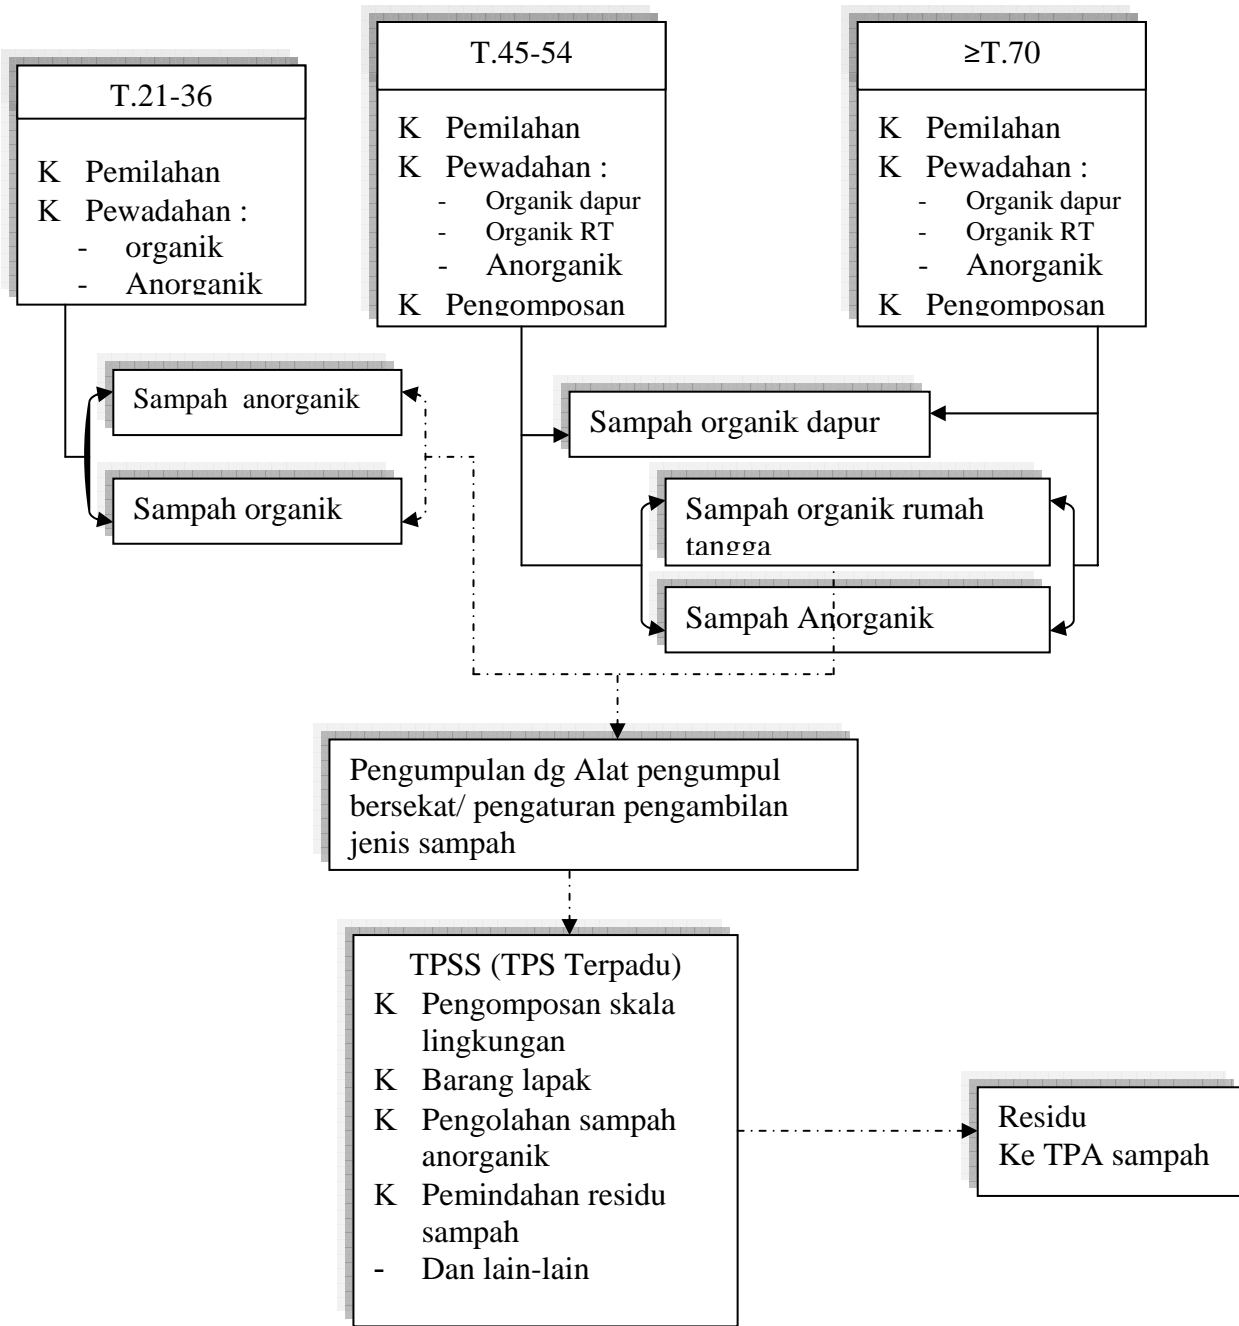 T.21-36
K Pemilahan
K Pewadahan :
- organik
- Anorganik
T.45-54
K Pemilahan
K Pewadahan :
- Organik dapur
- Organik RT
- Anorganik
K Pengomposan
≥T.70
K Pemilahan
K Pewadahan :
- Organik dapur
- Organik RT
- Anorganik
K Pengomposan
Sampah anorganik
Sampah organik
Sampah organik dapur
Sampah organik rumah
tangga
Sampah Anorganik
Pengumpulan dg Alat pengumpul
bersekat/ pengaturan pengambilan
jenis sampah
TPSS (TPS Terpadu)
K Pengomposan skala
lingkungan
K Barang lapak
K Pengolahan sampah
anorganik
K Pemindahan residu
sampah
- Dan lain-lain
Residu
Ke TPA sampah